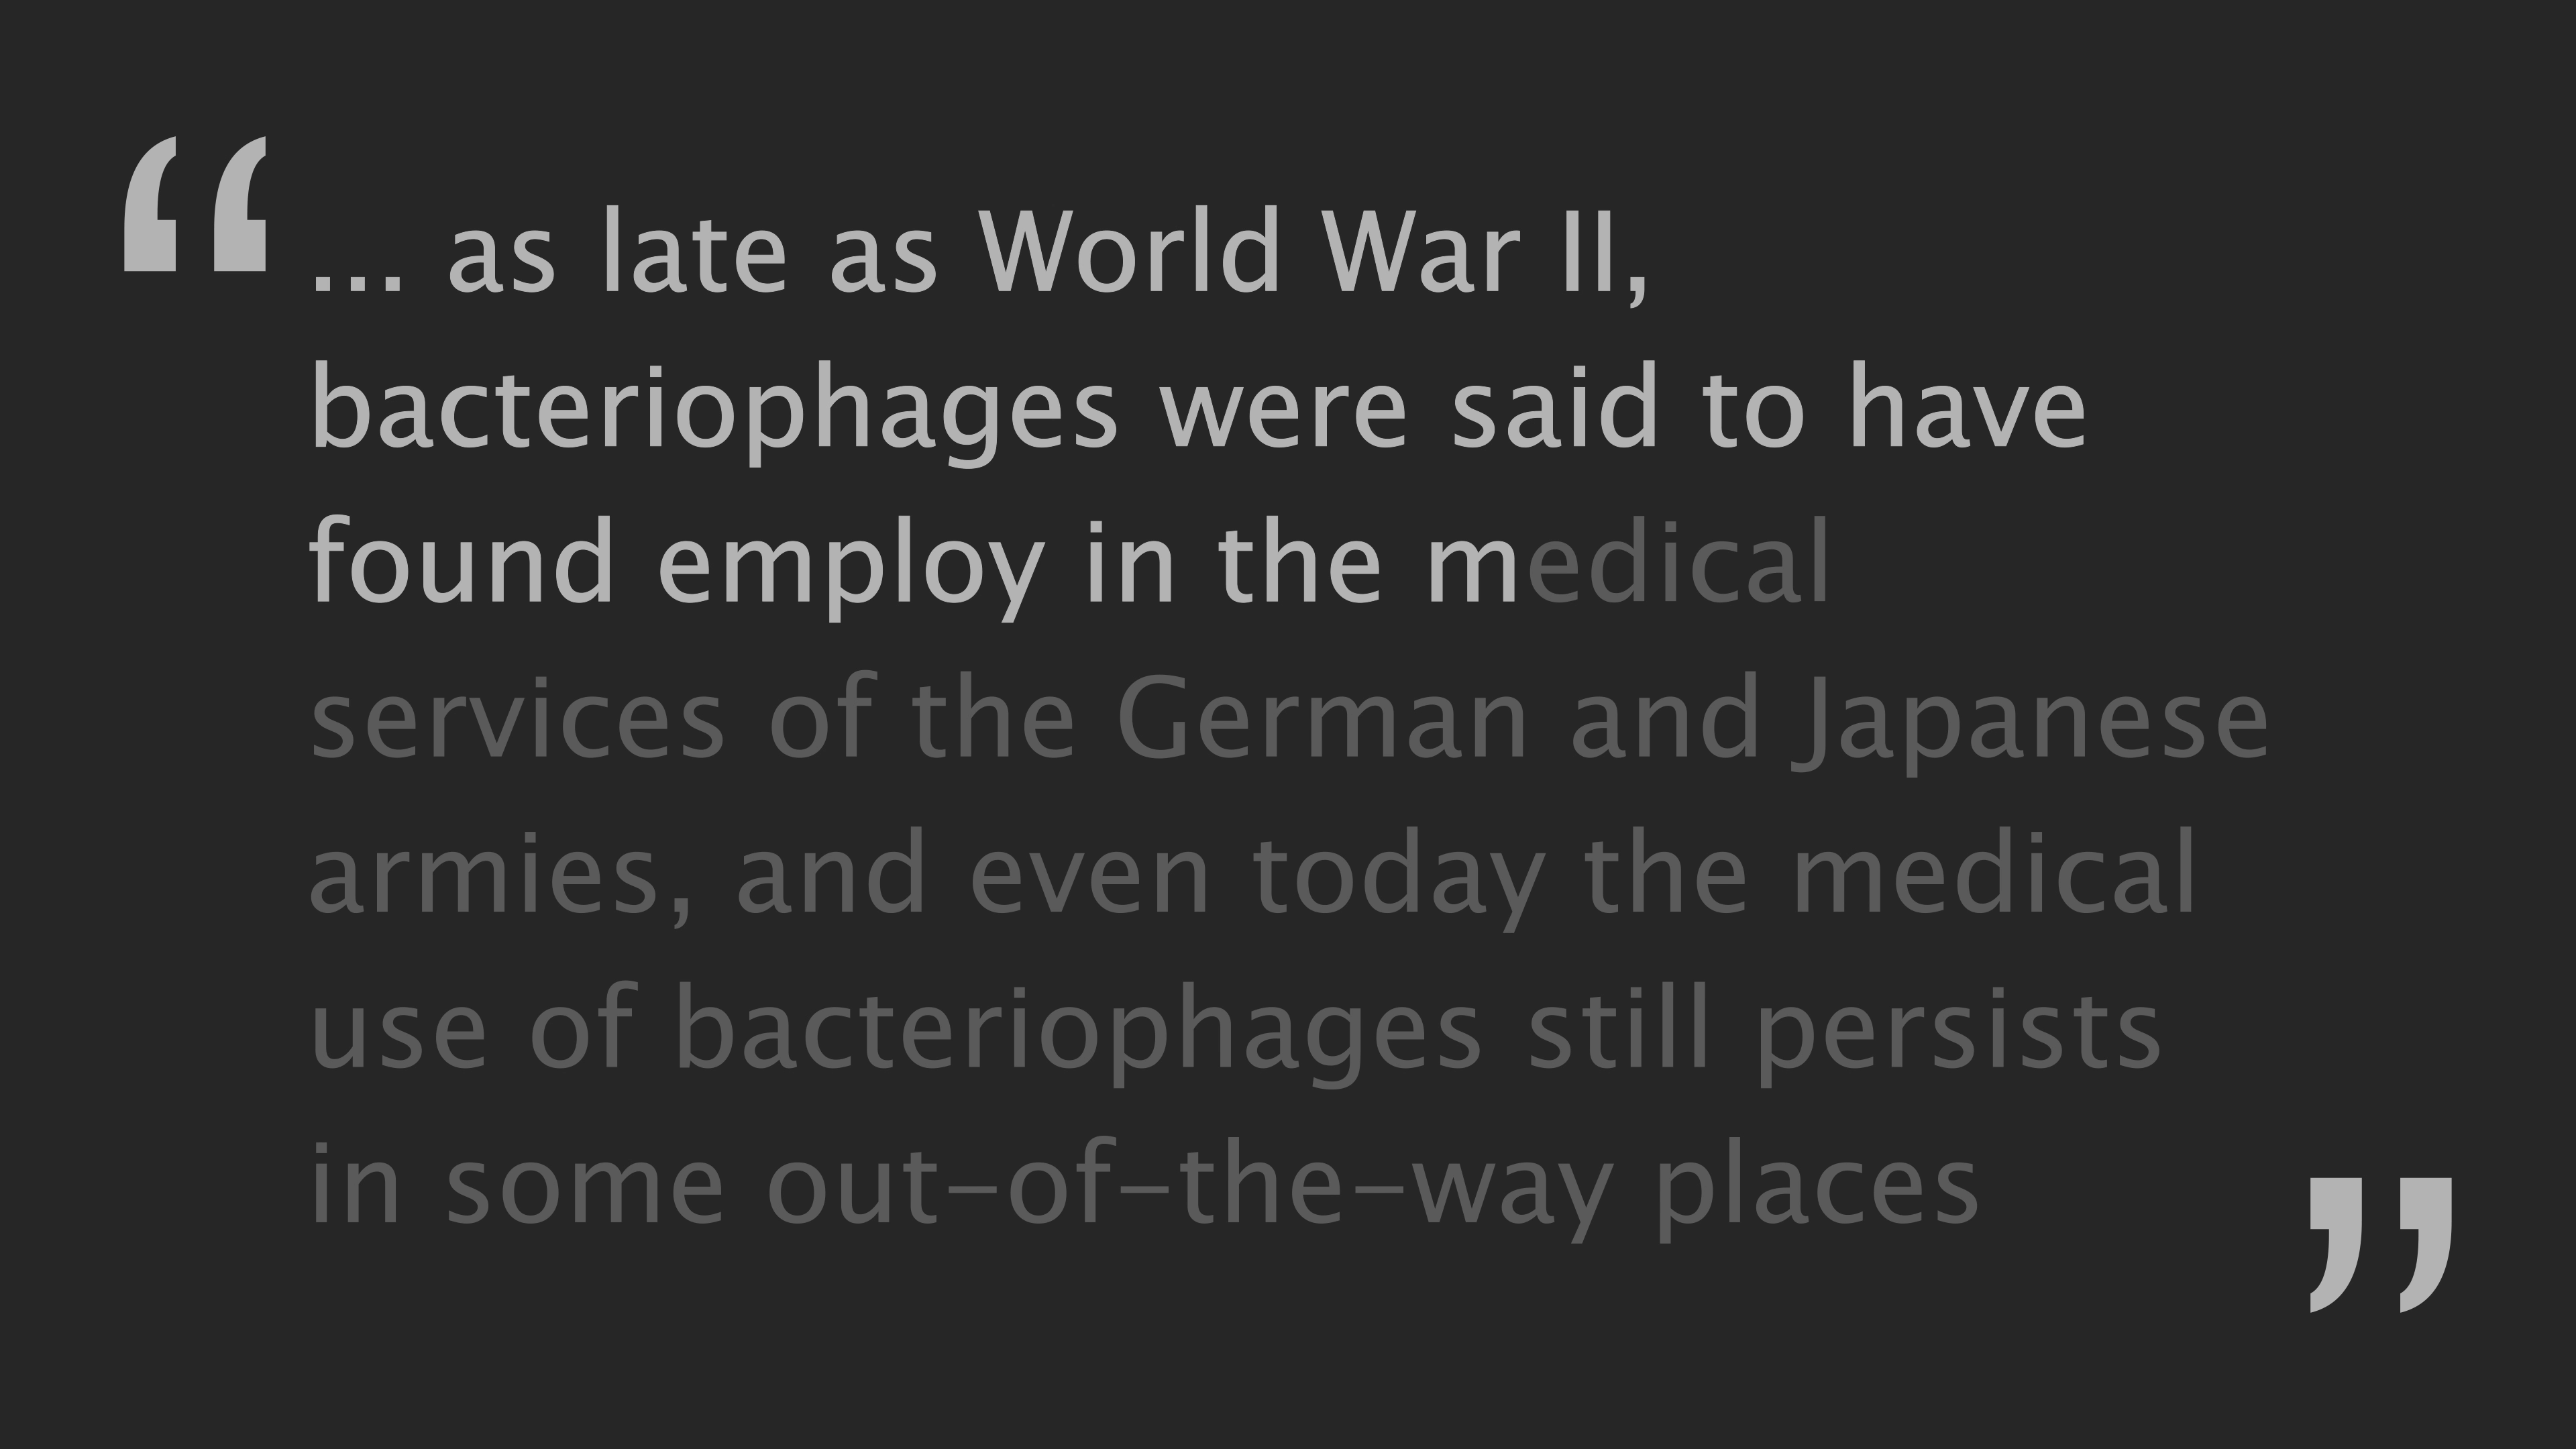 “... as late as World War II,
bacteriophages were said to have
found employ in the medical
services of the German and Japanese
armies, and even today the medical
use of bacteriophages still persists
in some out-of-the-way places”